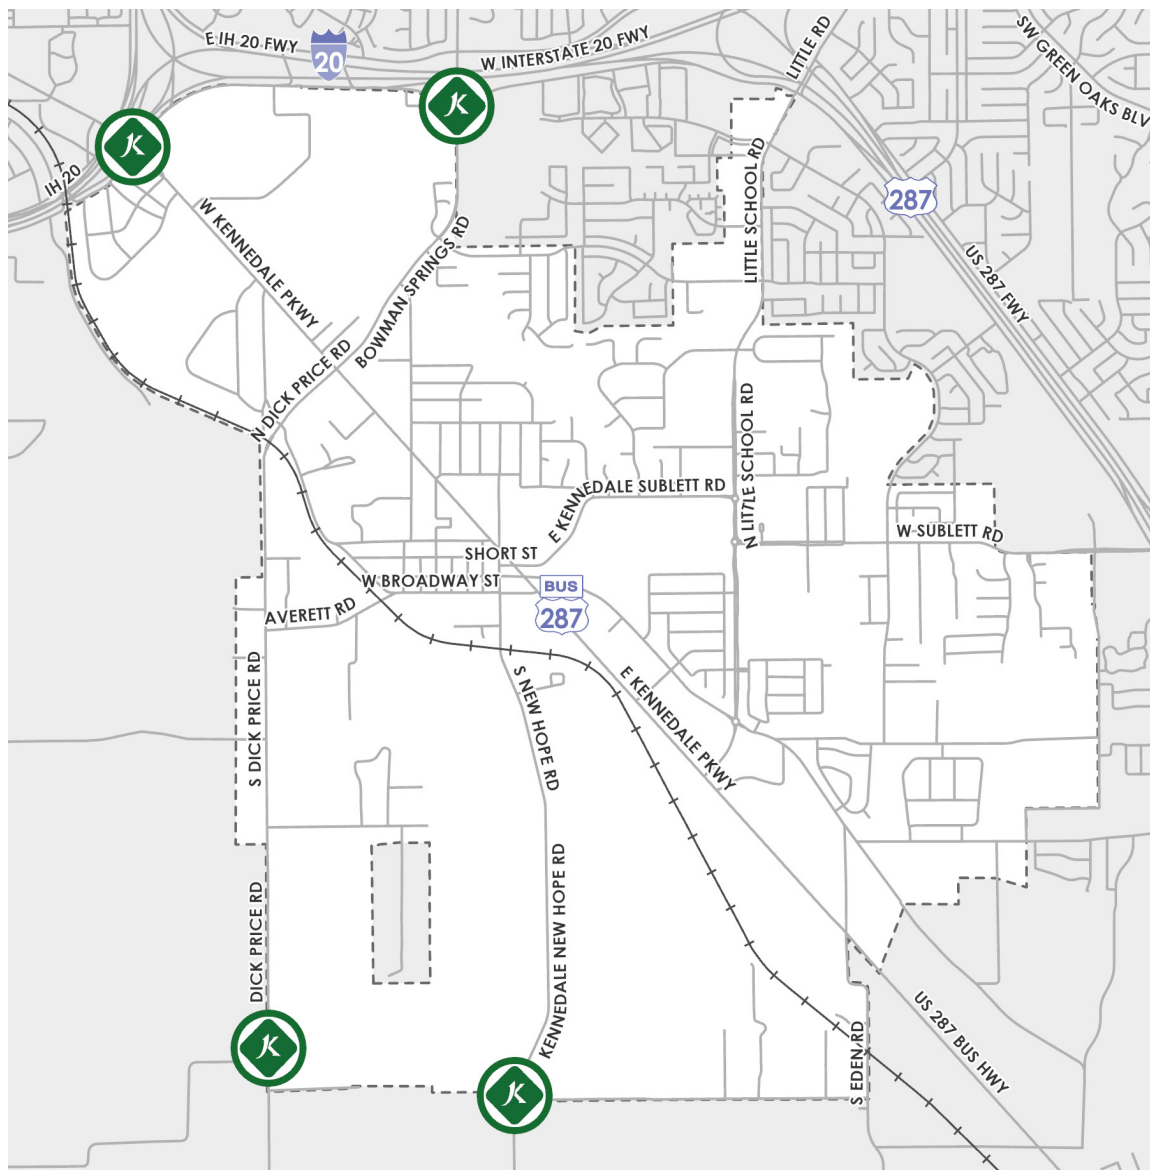 E IH 20 FWY
20
W INTERSTATE 20 FWY
LITTLE RD
SW GREEN OAKS BLV
K
K
IH 20
W KENNEDALE PKWY
BOWMAN SPRINGS RD
LITTLE SCHOOL RD
287
US 287 FWY
N DICK PRICE RD
N LITTLE SCHOOL RD
E KENNEDALE SUBLETT RD
W SUBLETT RD
SHORT ST
W BROADWAY ST
BUS
287
AVERETT RD
S DICK PRICE RD
S NEW HOPE RD
E KENNEDALE PKWY
DICK PRICE RD
KENNEDALE NEW HOPE RD
US 287 BUS HWY
S EDEN RD
K
K